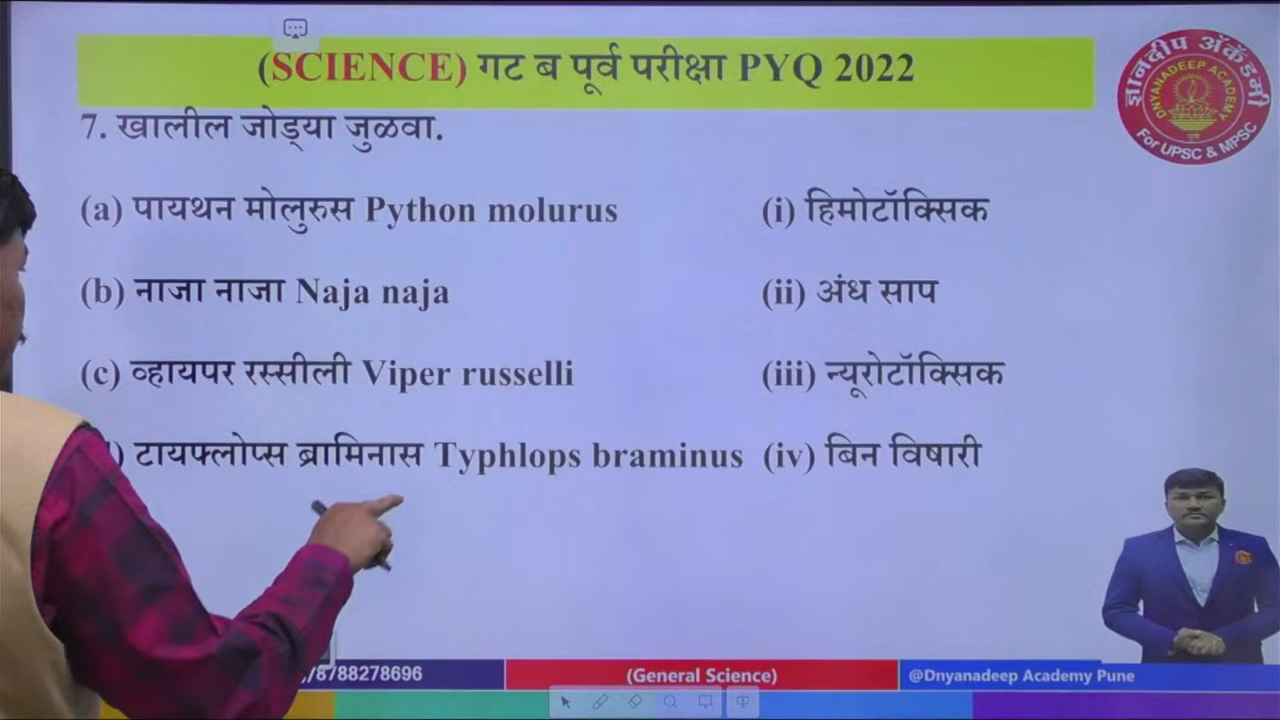 (SCIENCE) गट ब पूर्व परीक्षा PYQ 2022
ज्ञानदीप अॅकॅडमी
DNYANADEEP ACADEMY
पुणे
For UPSC & MPSC
7. खालील जोड्या जुळवा.
(a) पायथन मोलुरुस Python molurus (i) हिमोटॉक्सिक
(b) नाजा नाजा Naja naja (ii) अंध साप
(c) व्हायपर रस्सीली Viper russelli (iii) न्यूरोटॉक्सिक
) टायफ्लोप्स ब्रामिनास Typhlops braminus (iv) बिन विषारी
/8788278696 (General Science) @Dnyanadeep Academy Pune